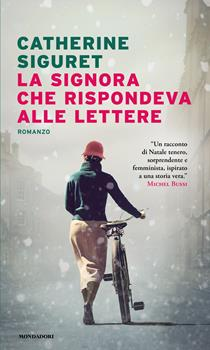 CATHERINE
SIGURET
LA SIGNORA
CHE RISPONDEVA
ALLE LETTERE
ROMANZO
"Un racconto
di Natale tenero,
sorprendente e
femminista, ispirato
a una storia vera."
MICHEL BUSSI
MONDADORI